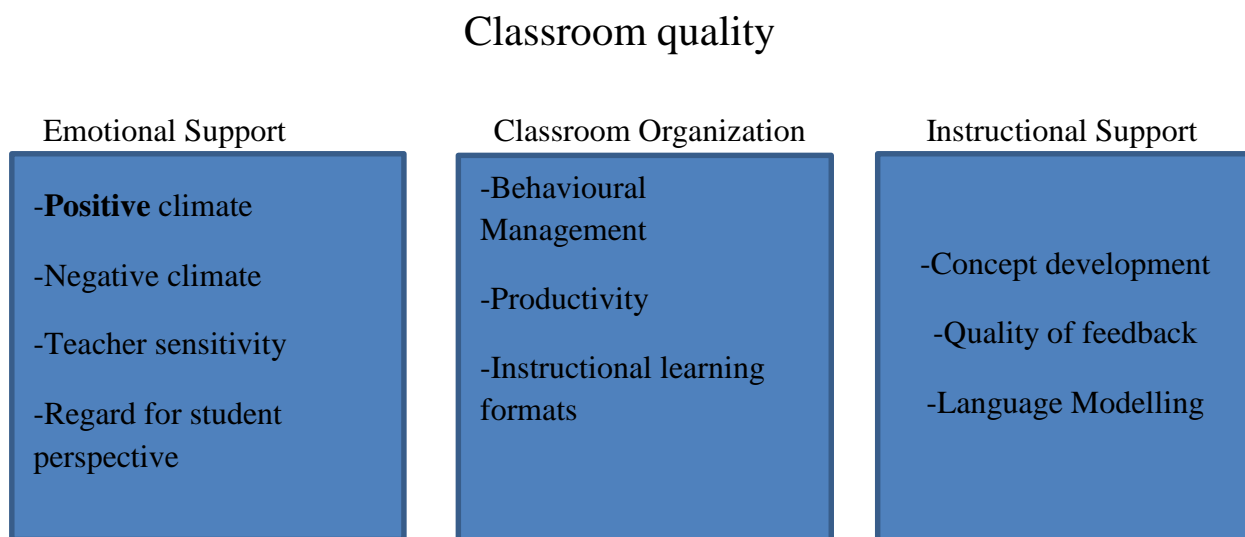 Classroom quality
Emotional Support
-Positive climate
-Negative climate
-Teacher sensitivity
-Regard for student
perspective
Classroom Organization
-Behavioural
Management
-Productivity
-Instructional learning
formats
Instructional Support
-Concept development
-Quality of feedback
-Language Modelling